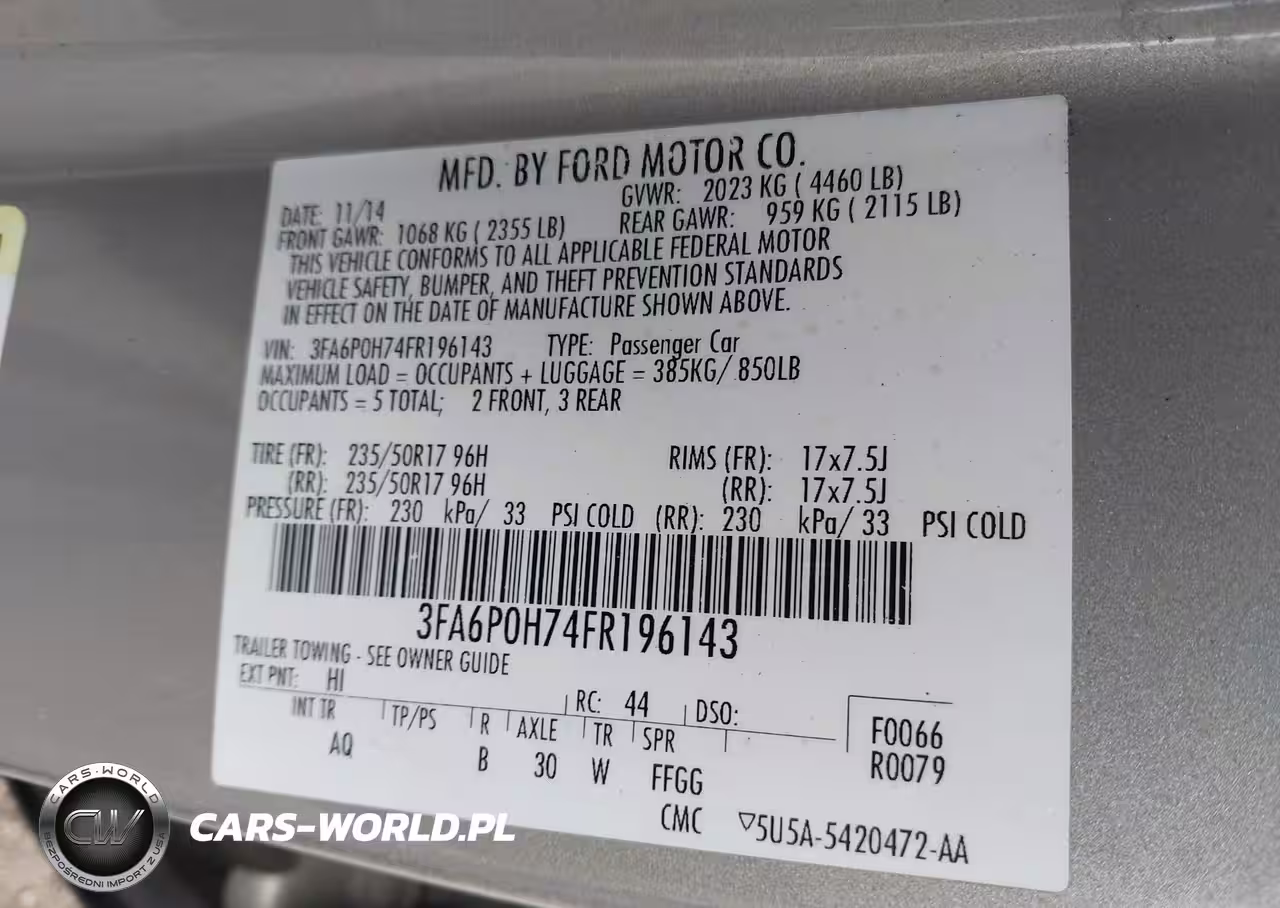 MFD. BY FORD MOTOR CO.
DATE: 11/14 GVWR: 2023 KG ( 4460 LB)
FRONT GAWR: 1068 KG ( 2355 LB) REAR GAWR: 959 KG ( 2115 LB)
THIS VEHICLE CONFORMS TO ALL APPLICABLE FEDERAL MOTOR
VEHICLE SAFETY, BUMPER, AND THEFT PREVENTION STANDARDS
IN EFFECT ON THE DATE OF MANUFACTURE SHOWN ABOVE.
VIN: 3FA6P0H74FR196143 TYPE: Passenger Car
MAXIMUM LOAD = OCCUPANTS + LUGGAGE = 385KG/ 850LB
OCCUPANTS = 5 TOTAL; 2 FRONT, 3 REAR
TIRE (FR): 235/50R17 96H RIMS (FR): 17x7.5J
(RR): 235/50R17 96H (RR): 17x7.5J
PRESSURE (FR): 230 kPa/ 33 PSI COLD (RR): 230 kPa/ 33 PSI COLD
3FA6P0H74FR196143
TRAILER TOWING - SEE OWNER GUIDE
EXT PNT: HI RC: 44 DSO:
INT TR TP/PS R AXLE TR SPR F0066
AQ B 30 W FFGG R0079
CMC ▽5U5A-5420472-AA
CARS-WORLD
CW
BEZPOŚREDNI IMPORT Z USA
CARS-WORLD.PL